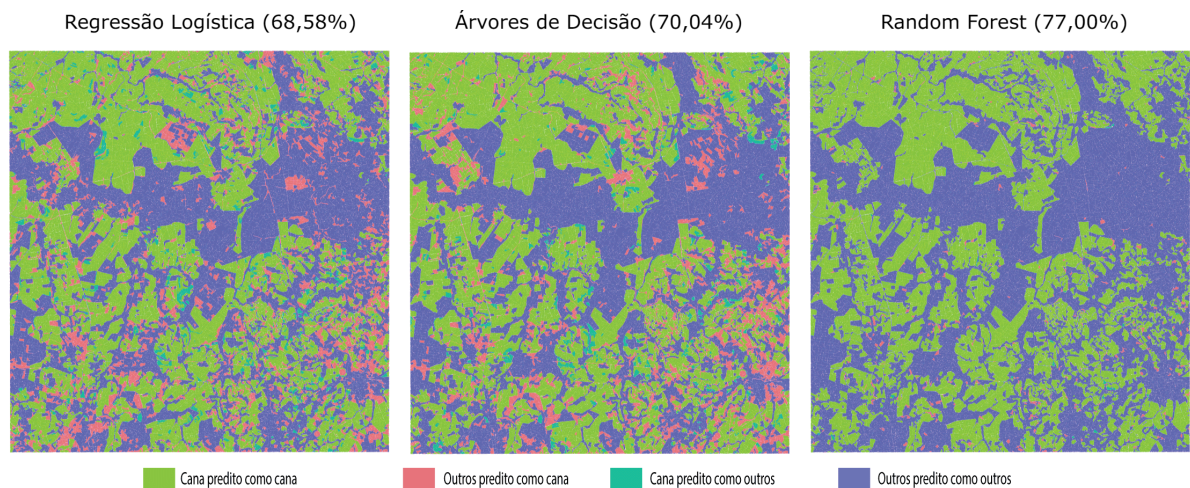 Regressão Logística (68,58%)
Árvores de Decisão (70,04%)
Random Forest (77,00%)
Cana predito como cana
Outros predito como cana
Cana predito como outros
Outros predito como outros